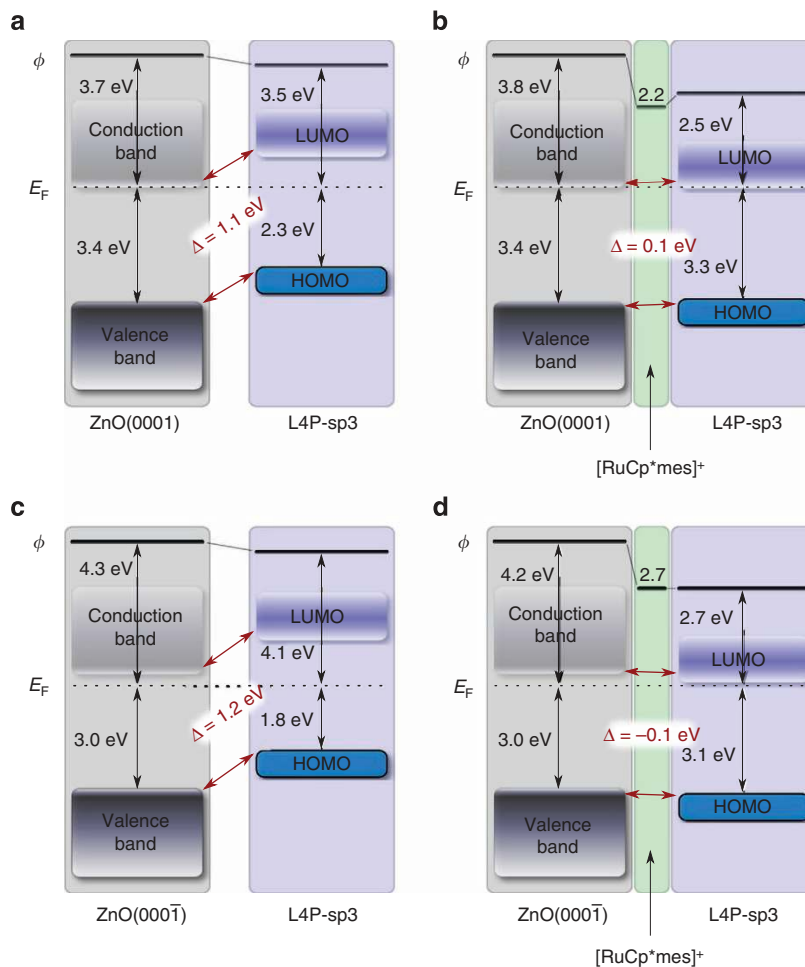 a
ϕ
3.7 eV
3.5 eV
Conduction
band
LUMO
E_F
Δ = 1.1 eV
3.4 eV
2.3 eV
HOMO
Valence
band
ZnO(0001)
L4P-sp3
b
ϕ
3.8 eV
2.2
2.5 eV
Conduction
band
LUMO
E_F
Δ = 0.1 eV
3.4 eV
3.3 eV
HOMO
Valence
band
ZnO(0001)
L4P-sp3
[RuCp*mes]⁺
c
ϕ
4.3 eV
Conduction
band
LUMO
4.1 eV
E_F
Δ = 1.2 eV
3.0 eV
1.8 eV
HOMO
Valence
band
ZnO(0001̅)
L4P-sp3
d
ϕ
4.2 eV
2.7
2.7 eV
Conduction
band
LUMO
E_F
Δ = –0.1 eV
3.0 eV
3.1 eV
HOMO
Valence
band
ZnO(0001̅)
L4P-sp3
[RuCp*mes]⁺